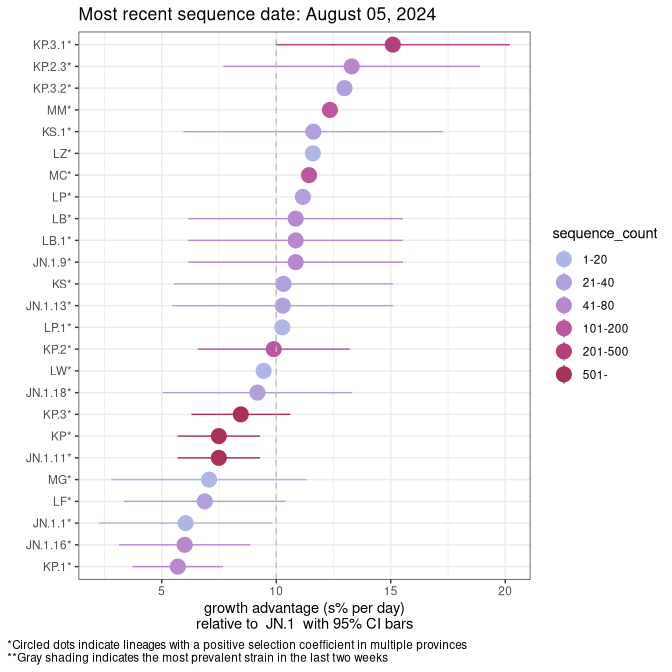 Most recent sequence date: August 05, 2024
KP.3.1*
KP.2.3*
KP.3.2*
MM*
KS.1*
LZ*
MC*
LP*
LB*
LB.1*
JN.1.9*
KS*
JN.1.13*
LP.1*
KP.2*
LW*
JN.1.18*
KP.3*
KP*
JN.1.11*
MG*
LF*
JN.1.1*
JN.1.16*
KP.1*
5 10 15 20
growth advantage (s% per day)
relative to JN.1 with 95% CI bars
sequence_count
1-20
21-40
41-80
101-200
201-500
501-
*Circled dots indicate lineages with a positive selection coefficient in multiple provinces
**Gray shading indicates the most prevalent strain in the last two weeks